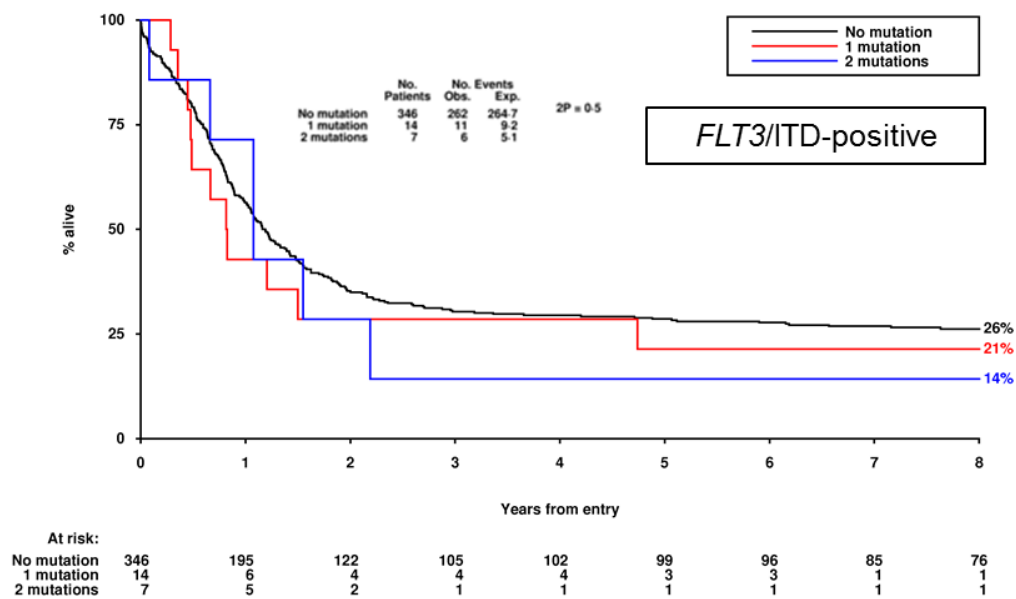 No mutation
1 mutation
2 mutations
FLT3/ITD-positive
No. No. Events
Patients Obs. Exp.
No mutation 346 262 264·7
1 mutation 14 11 9·2
2 mutations 7 6 5·1
2P = 0·5
% alive
100
75
50
25
0
26%
21%
14%
0 1 2 3 4 5 6 7 8
Years from entry
At risk:
No mutation 346 195 122 105 102 99 96 85 76
1 mutation 14 6 4 4 4 3 3 1 1
2 mutations 7 5 2 1 1 1 1 1 1